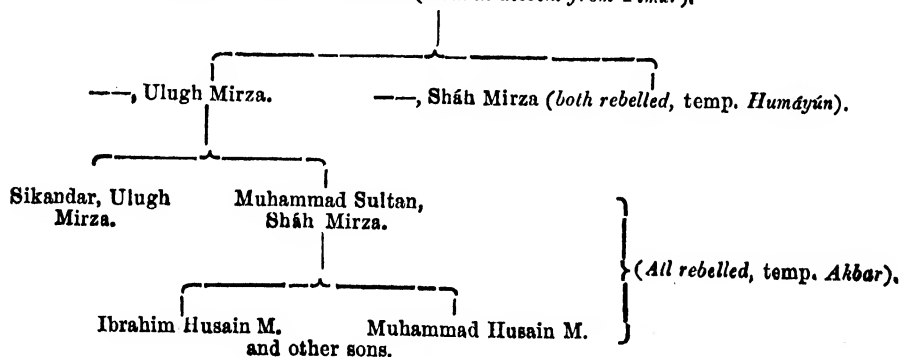 from
——, Ulugh Mirza. ——, Sháh Mirza (both rebelled, temp. Humáyún).
Sikandar, Ulugh Mirza. Muhammad Sultan, Sháh Mirza.
(All rebelled, temp. Akbar).
Ibrahim Husain M. Muhammad Husain M.
and other sons.